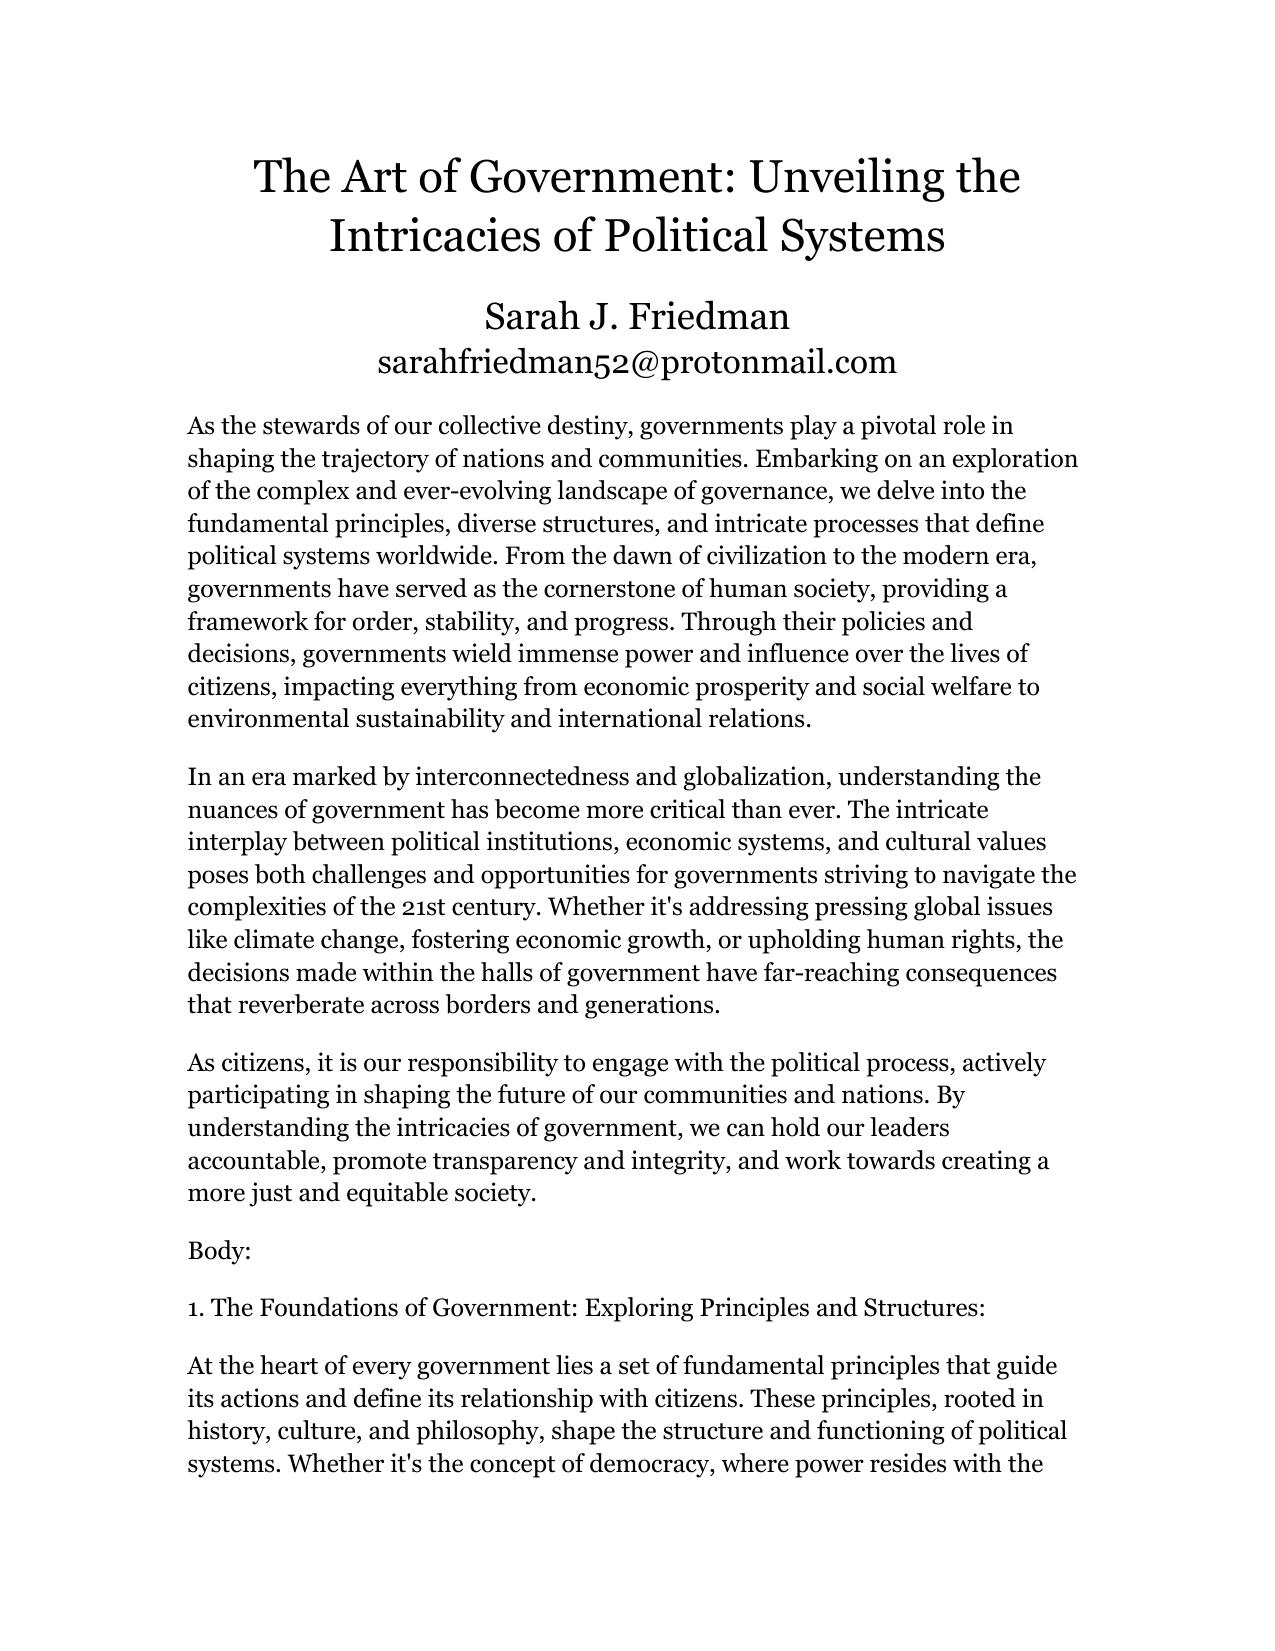 The Art of Government: Unveiling the
Intricacies of Political Systems
Sarah J. Friedman
sarahfriedman52@protonmail.com
As the stewards of our collective destiny, governments play a pivotal role in
shaping the trajectory of nations and communities. Embarking on an exploration
of the complex and ever-evolving landscape of governance, we delve into the
fundamental principles, diverse structures, and intricate processes that define
political systems worldwide. From the dawn of civilization to the modern era,
governments have served as the cornerstone of human society, providing a
framework for order, stability, and progress. Through their policies and
decisions, governments wield immense power and influence over the lives of
citizens, impacting everything from economic prosperity and social welfare to
environmental sustainability and international relations.
In an era marked by interconnectedness and globalization, understanding the
nuances of government has become more critical than ever. The intricate
interplay between political institutions, economic systems, and cultural values
poses both challenges and opportunities for governments striving to navigate the
complexities of the 21st century. Whether it's addressing pressing global issues
like climate change, fostering economic growth, or upholding human rights, the
decisions made within the halls of government have far-reaching consequences
that reverberate across borders and generations.
As citizens, it is our responsibility to engage with the political process, actively
participating in shaping the future of our communities and nations. By
understanding the intricacies of government, we can hold our leaders
accountable, promote transparency and integrity, and work towards creating a
more just and equitable society.
Body:
1. The Foundations of Government: Exploring Principles and Structures:
At the heart of every government lies a set of fundamental principles that guide
its actions and define its relationship with citizens. These principles, rooted in
history, culture, and philosophy, shape the structure and functioning of political
systems. Whether it's the concept of democracy, where power resides with the